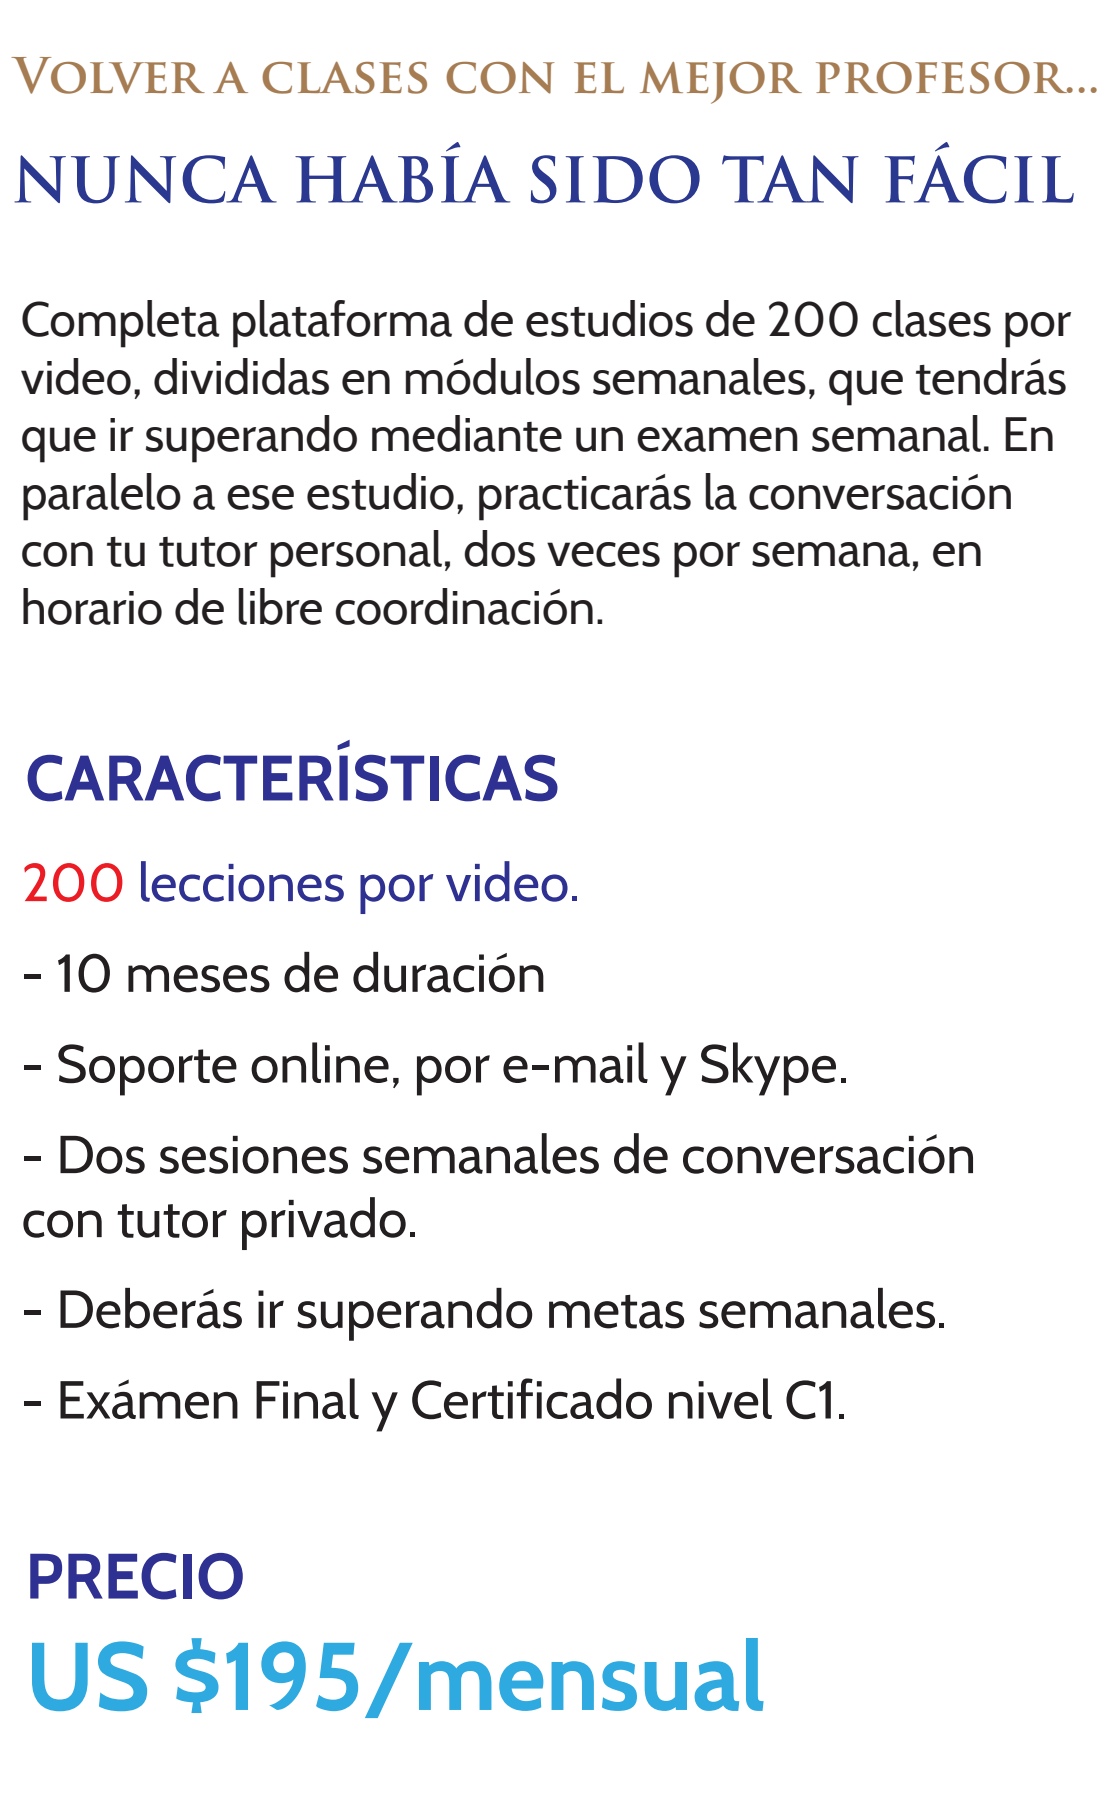 Volver a clases con el mejor profesor...
NUNCA HABÍA SIDO TAN FÁCIL
Completa plataforma de estudios de 200 clases por
video, divididas en módulos semanales, que tendrás
que ir superando mediante un examen semanal. En
paralelo a ese estudio, practicarás la conversación
con tu tutor personal, dos veces por semana, en
horario de libre coordinación.
CARACTERÍSTICAS
200 lecciones por video.
- 10 meses de duración
- Soporte online, por e-mail y Skype.
- Dos sesiones semanales de conversación
con tutor privado.
- Deberás ir superando metas semanales.
- Exámen Final y Certificado nivel C1.
PRECIO
US $195/mensual